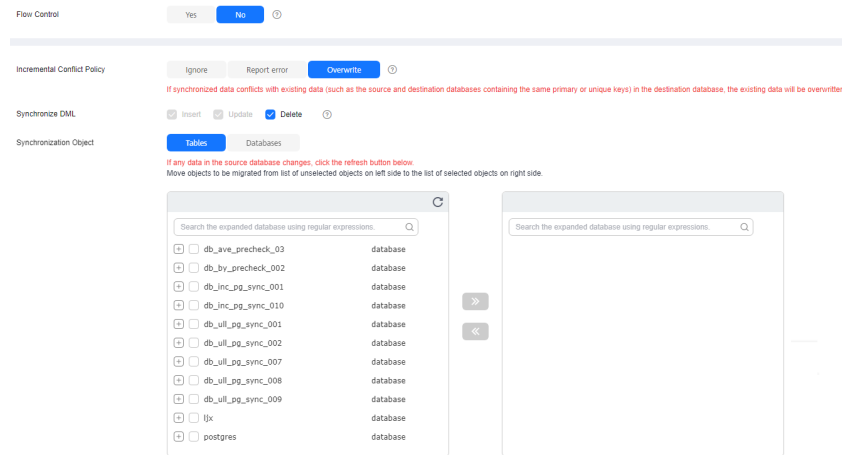 Flow Control Yes No
Incremental Conflict Policy Ignore Report error Overwrite
If synchronized data conflicts with existing data (such as the source and destination databases containing the same primary or unique keys) in the destination database, the existing data will be overwritten
Synchronize DML Insert Update Delete
Synchronization Object Tables Databases
If any data in the source database changes, click the refresh button below.
Move objects to be migrated from list of unselected objects on left side to the list of selected objects on right side.
Search the expanded database using regular expressions. Search the expanded database using regular expressions.
db_ave_precheck_03 database
db_by_precheck_002 database
db_inc_pg_sync_001 database
db_inc_pg_sync_010 database
db_ull_pg_sync_001 database
db_ull_pg_sync_002 database
db_ull_pg_sync_007 database
db_ull_pg_sync_008 database
db_ull_pg_sync_009 database
ljx database
postgres database